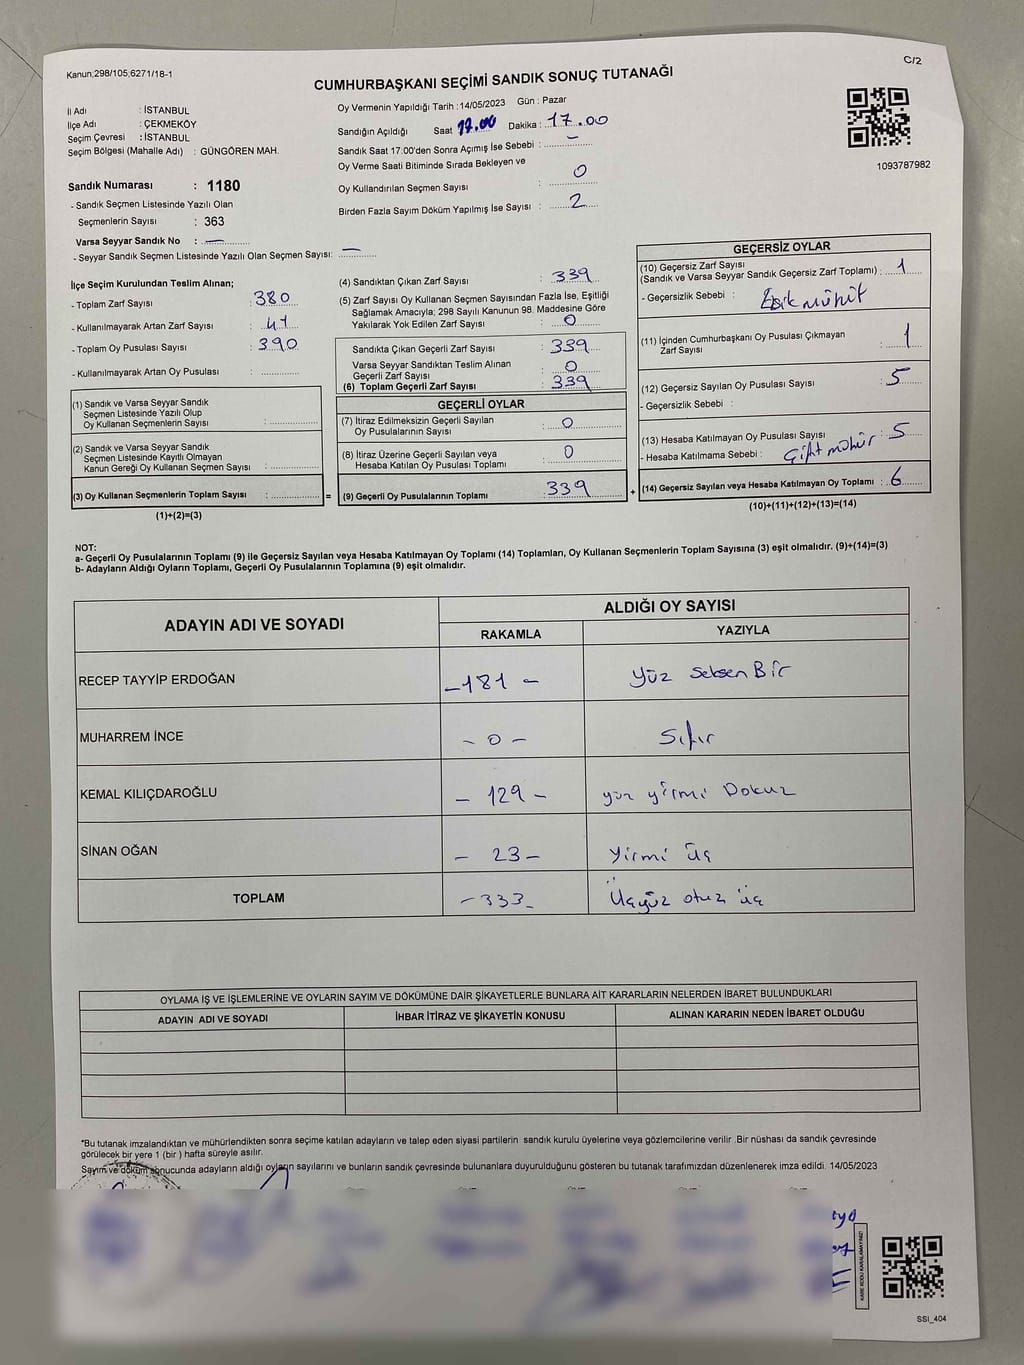 Kanun,298/105,6271/18-1
C/2
CUMHURBAŞKANI SEÇİMİ SANDIK SONUÇ TUTANAĞI
İl Adı : İSTANBUL
İlçe Adı : ÇEKMEKÖY
Seçim Çevresi : İSTANBUL
Seçim Bölgesi (Mahalle Adı) : GÜNGÖREN MAH.
Oy Vermenin Yapıldığı Tarih :14/05/2023 Gün : Pazar
Sandığın Açıldığı Saat 17.00 Dakika : 17.00
Sandık Saat 17:00'den Sonra Açımış İse Sebebi : –
Oy Verme Saati Bitiminde Sırada Bekleyen ve
Oy Kullandırılan Seçmen Sayısı : 0
Birden Fazla Sayım Döküm Yapılmış İse Sayısı : 2
1093787982
Sandık Numarası : 1180
- Sandık Seçmen Listesinde Yazılı Olan
Seçmenlerin Sayısı : 363
Varsa Seyyar Sandık No : —
- Seyyar Sandık Seçmen Listesinde Yazılı Olan Seçmen Sayısı: —
İlçe Seçim Kurulundan Teslim Alınan;
- Toplam Zarf Sayısı : 380
- Kullanılmayarak Artan Zarf Sayısı : 41
- Toplam Oy Pusulası Sayısı : 390
- Kullanılmayarak Artan Oy Pusulası :
(1) Sandık ve Varsa Seyyar Sandık
Seçmen Listesinde Yazılı Olup
Oy Kullanan Seçmenlerin Sayısı :
(2) Sandık ve Varsa Seyyar Sandık
Seçmen Listesinde Kayıtlı Olmayan
Kanun Gereği Oy Kullanan Seçmen Sayısı :
(3) Oy Kullanan Seçmenlerin Toplam Sayısı : =
(1)+(2)=(3)
(4) Sandıktan Çıkan Zarf Sayısı : 339
(5) Zarf Sayısı Oy Kullanan Seçmen Sayısından Fazla İse, Eşitliği
Sağlamak Amacıyla; 298 Sayılı Kanunun 98. Maddesine Göre
Yakılarak Yok Edilen Zarf Sayısı : 0
Sandıkta Çıkan Geçerli Zarf Sayısı : 339
Varsa Seyyar Sandıktan Teslim Alınan
Geçerli Zarf Sayısı : 0
(6) Toplam Geçerli Zarf Sayısı : 339
GEÇERLİ OYLAR
(7) İtiraz Edilmeksizin Geçerli Sayılan
Oy Pusulalarının Sayısı : 0
(8) İtiraz Üzerine Geçerli Sayılan veya
Hesaba Katılan Oy Pusulası Toplamı : 0
(9) Geçerli Oy Pusulalarının Toplamı : 339 +
GEÇERSİZ OYLAR
(10) Geçersiz Zarf Sayısı
(Sandık ve Varsa Seyyar Sandık Geçersiz Zarf Toplamı) : 1
- Geçersizlik Sebebi : Eksik mühür
(11) İçinden Cumhurbaşkanı Oy Pusulası Çıkmayan
Zarf Sayısı : 1
(12) Geçersiz Sayılan Oy Pusulası Sayısı : 5
- Geçersizlik Sebebi :
(13) Hesaba Katılmayan Oy Pusulası Sayısı : 5
- Hesaba Katılmama Sebebi : Çift mühür
(14) Geçersiz Sayılan veya Hesaba Katılmayan Oy Toplamı : 6
(10)+(11)+(12)+(13)=(14)
NOT:
a- Geçerli Oy Pusulalarının Toplamı (9) ile Geçersiz Sayılan veya Hesaba Katılmayan Oy Toplamı (14) Toplamları, Oy Kullanan Seçmenlerin Toplam Sayısına (3) eşit olmalıdır. (9)+(14)=(3)
b- Adayların Aldığı Oyların Toplamı, Geçerli Oy Pusulalarının Toplamına (9) eşit olmalıdır.
ADAYIN ADI VE SOYADI ALDIĞI OY SAYISI
RAKAMLA YAZIYLA
RECEP TAYYİP ERDOĞAN -181- Yüz Seksen Bir
MUHARREM İNCE -0- Sıfır
KEMAL KILIÇDAROĞLU -129- yüz yirmi Dokuz
SİNAN OĞAN -23- Yirmi üç
TOPLAM -333- Üçyüz otuz üç
OYLAMA İŞ VE İŞLEMLERİNE VE OYLARIN SAYIM VE DÖKÜMÜNE DAİR ŞİKAYETLERLE BUNLARA AİT KARARLARIN NELERDEN İBARET BULUNDUKLARI
ADAYIN ADI VE SOYADI İHBAR İTİRAZ VE ŞİKAYETİN KONUSU ALINAN KARARIN NEDEN İBARET OLDUĞU
*Bu tutanak imzalandıktan ve mühürlendikten sonra seçime katılan adayların ve talep eden siyasi partilerin sandık kurulu üyelerine veya gözlemcilerine verilir .Bir nüshası da sandık çevresinde
görülecek bir yere 1 (bir ) hafta süreyle asılır.
Sayım ve döküm sonucunda adayların aldığı oyların sayılarını ve bunların sandık çevresinde bulunanlara duyurulduğunu gösteren bu tutanak tarafımızdan düzenlenerek imza edildi. 14/05/2023
KARE KODU KARALAMAYINIZ!
SSI_404